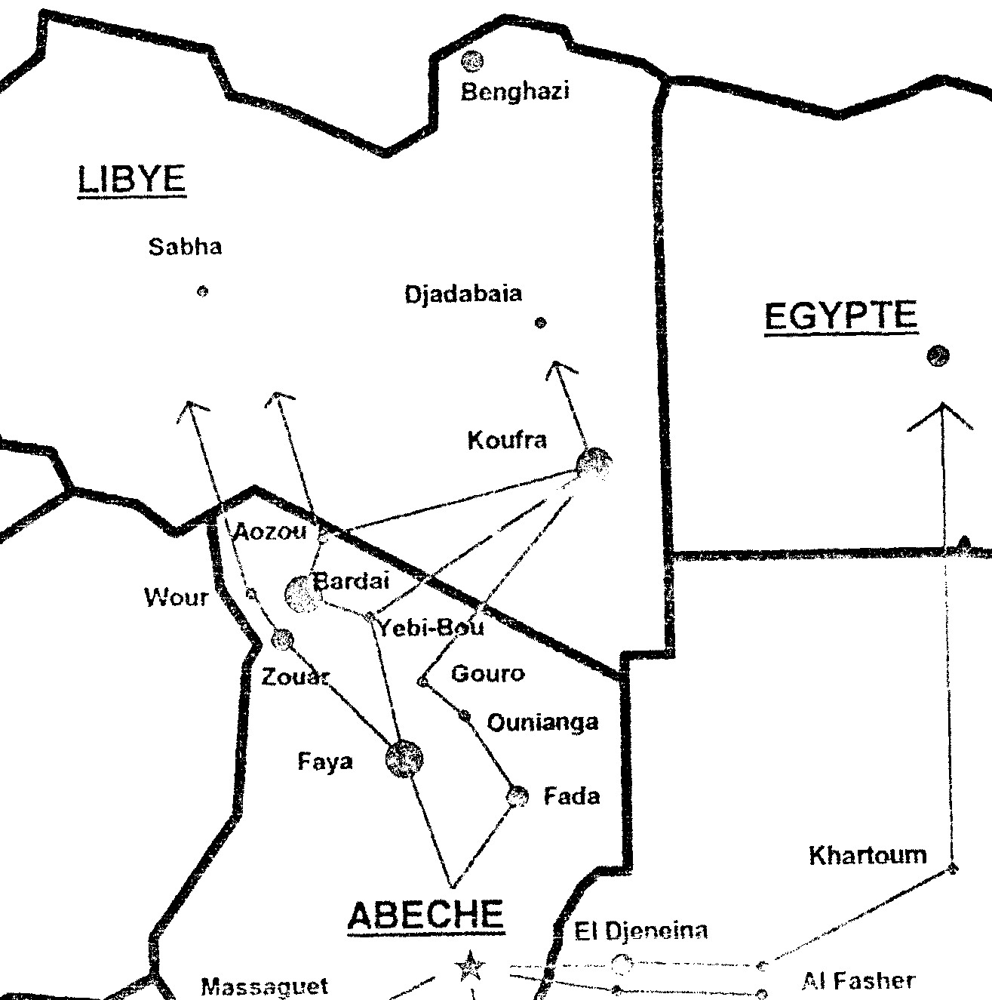 Benghazi
LIBYE
Sabha
Djadabaia
EGYPTE
Koufra
Aozou
Bardai
Wour
Yebi-Bou
Zouar
Gouro
Ounianga
Faya
Fada
Khartoum
ABECHE
El Djeneina
Massaguet
Al Fasher